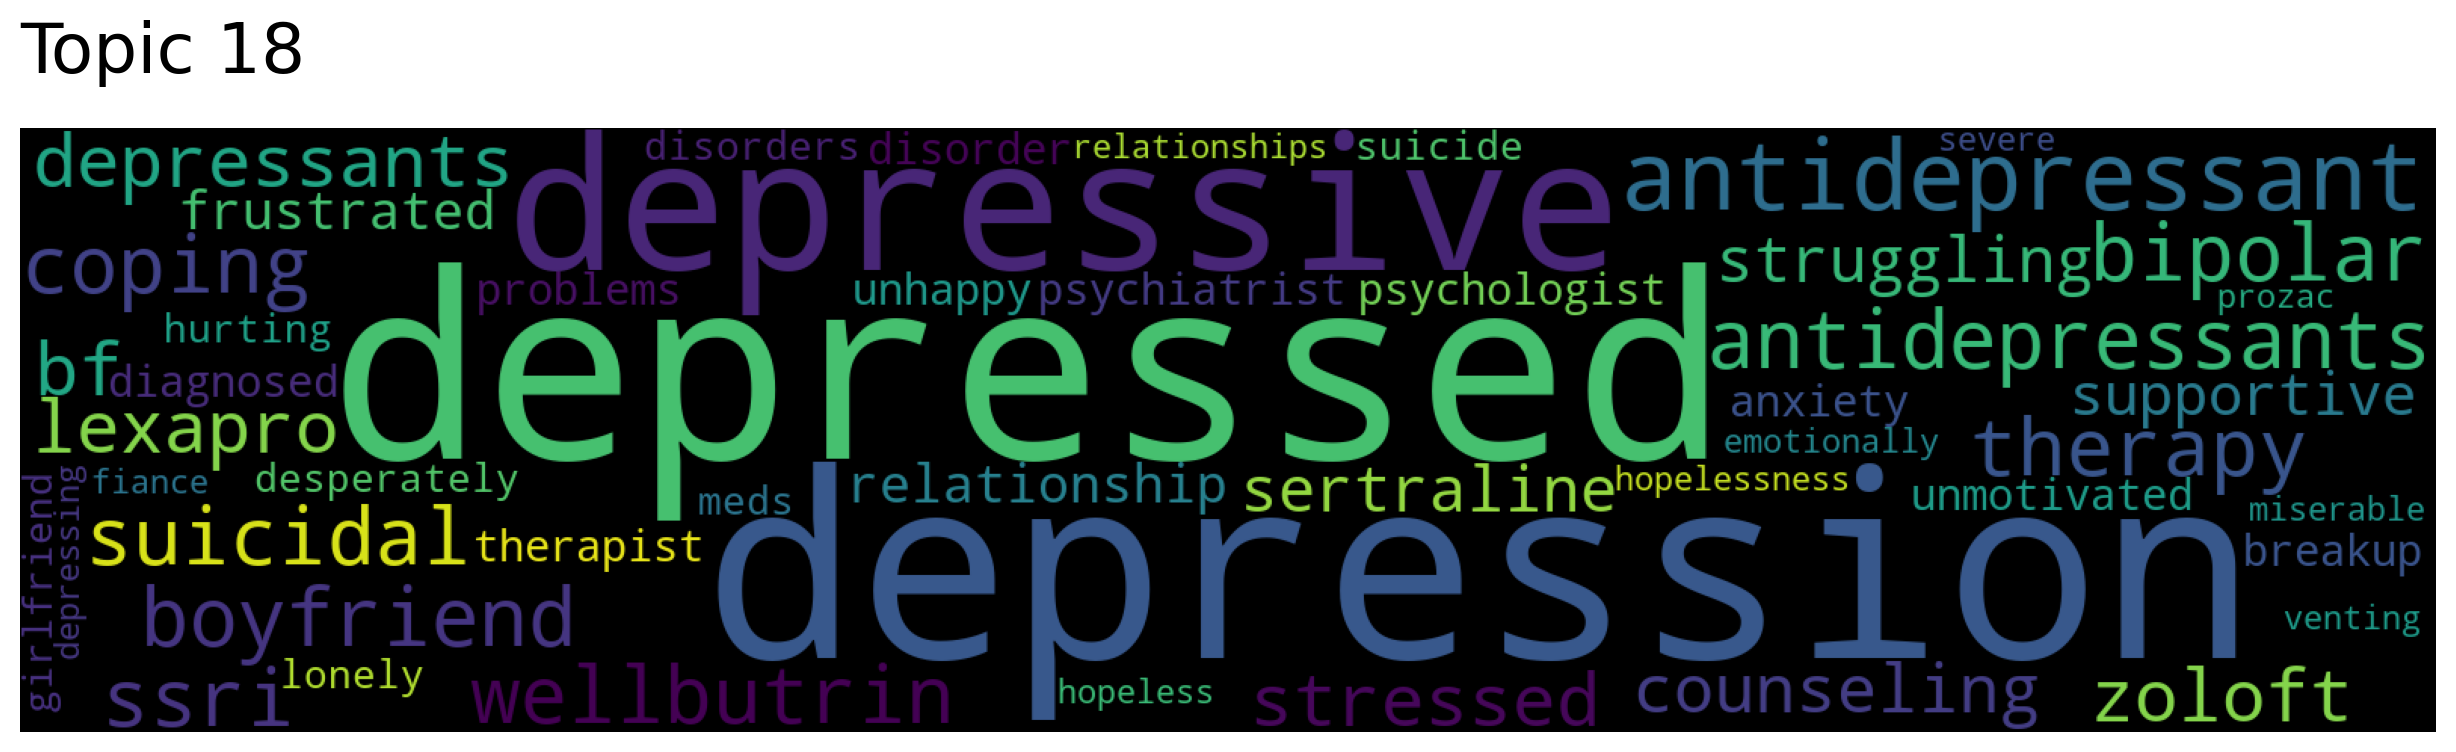 Topic 18
depressants
disorders
disorder
relationships
suicide
severe
depressive
antidepressant
frustrated
coping
struggling
bipolar
problems
unhappy
psychiatrist
psychologist
prozac
hurting
depressed
antidepressants
bf
diagnosed
anxiety
supportive
lexapro
emotionally
therapy
girlfriend
depressing
fiance
desperately
meds
relationship
sertraline
hopelessness
unmotivated
miserable
suicidal
therapist
depression
breakup
boyfriend
venting
ssri
lonely
wellbutrin
hopeless
stressed
counseling
zoloft